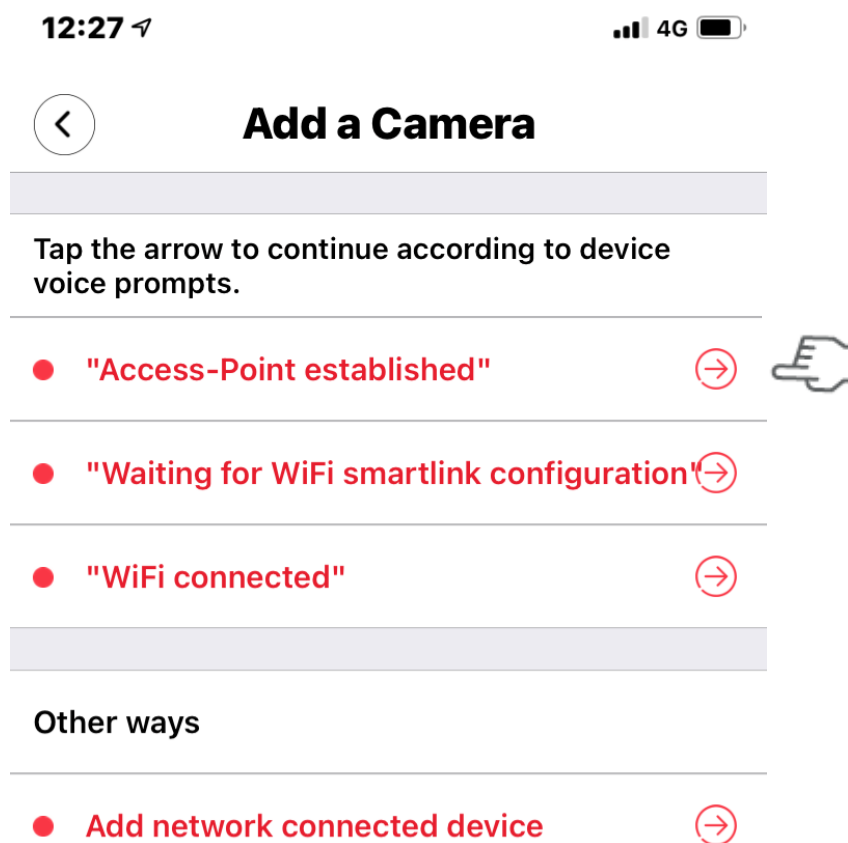 12:27
4G
Add a Camera
Tap the arrow to continue according to device
voice prompts.
"Access-Point established"
"Waiting for WiFi smartlink configuration"
"WiFi connected"
Other ways
Add network connected device